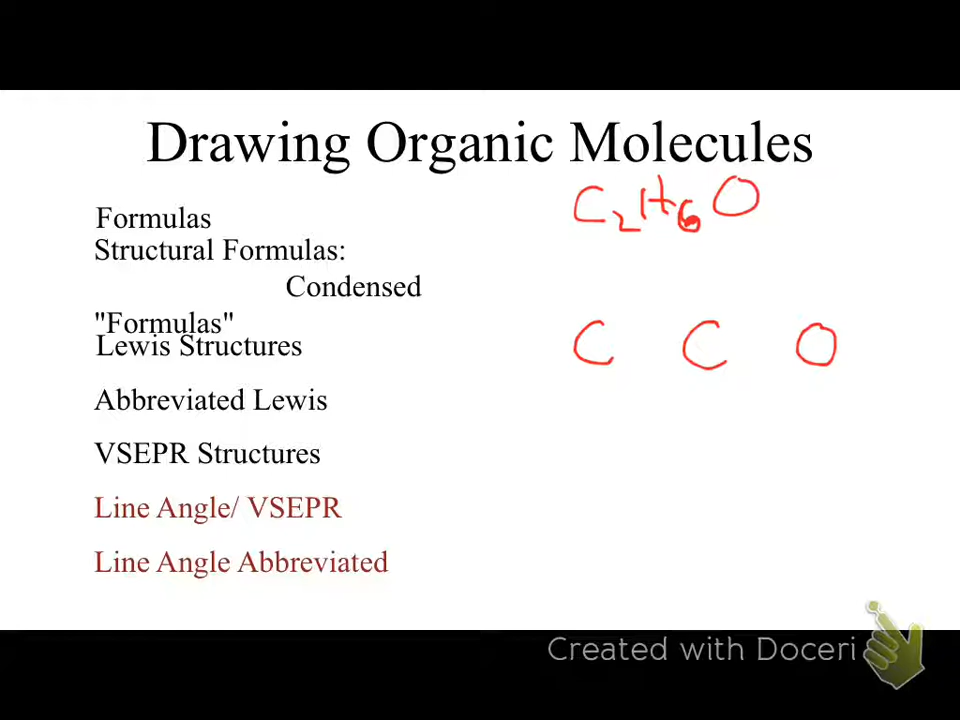 Drawing Organic Molecules
C2H6O
Formulas
Structural Formulas:
Condensed
"Formulas"
Lewis Structures
C C O
Abbreviated Lewis
VSEPR Structures
Line Angle/ VSEPR
Line Angle Abbreviated
Created with Doceri